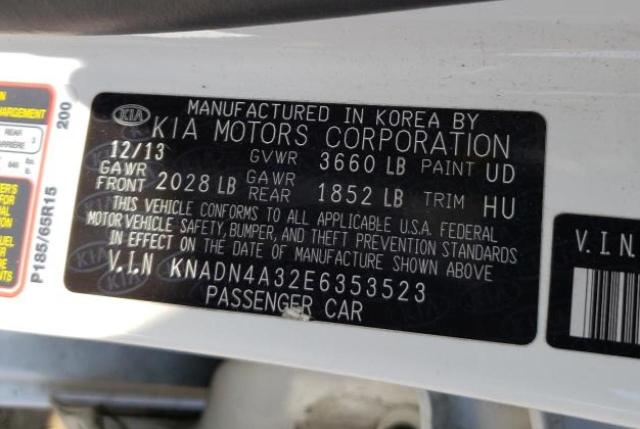 KIA MANUFACTURED IN KOREA BY
KIA MOTORS CORPORATION
12/13 GVWR 3660 LB PAINT UD
GAWR FRONT 2028 LB GAWR REAR 1852 LB TRIM HU
THIS VEHICLE CONFORMS TO ALL APPLICABLE U.S.A. FEDERAL
MOTOR VEHICLE SAFETY, BUMPER, AND THEFT PREVENTION STANDARDS
IN EFFECT ON THE DATE OF MANUFACTURE SHOWN ABOVE
V.I.N KNADN4A32E6353523
PASSENGER CAR
V.I.N
P185/65R15
200
REAR